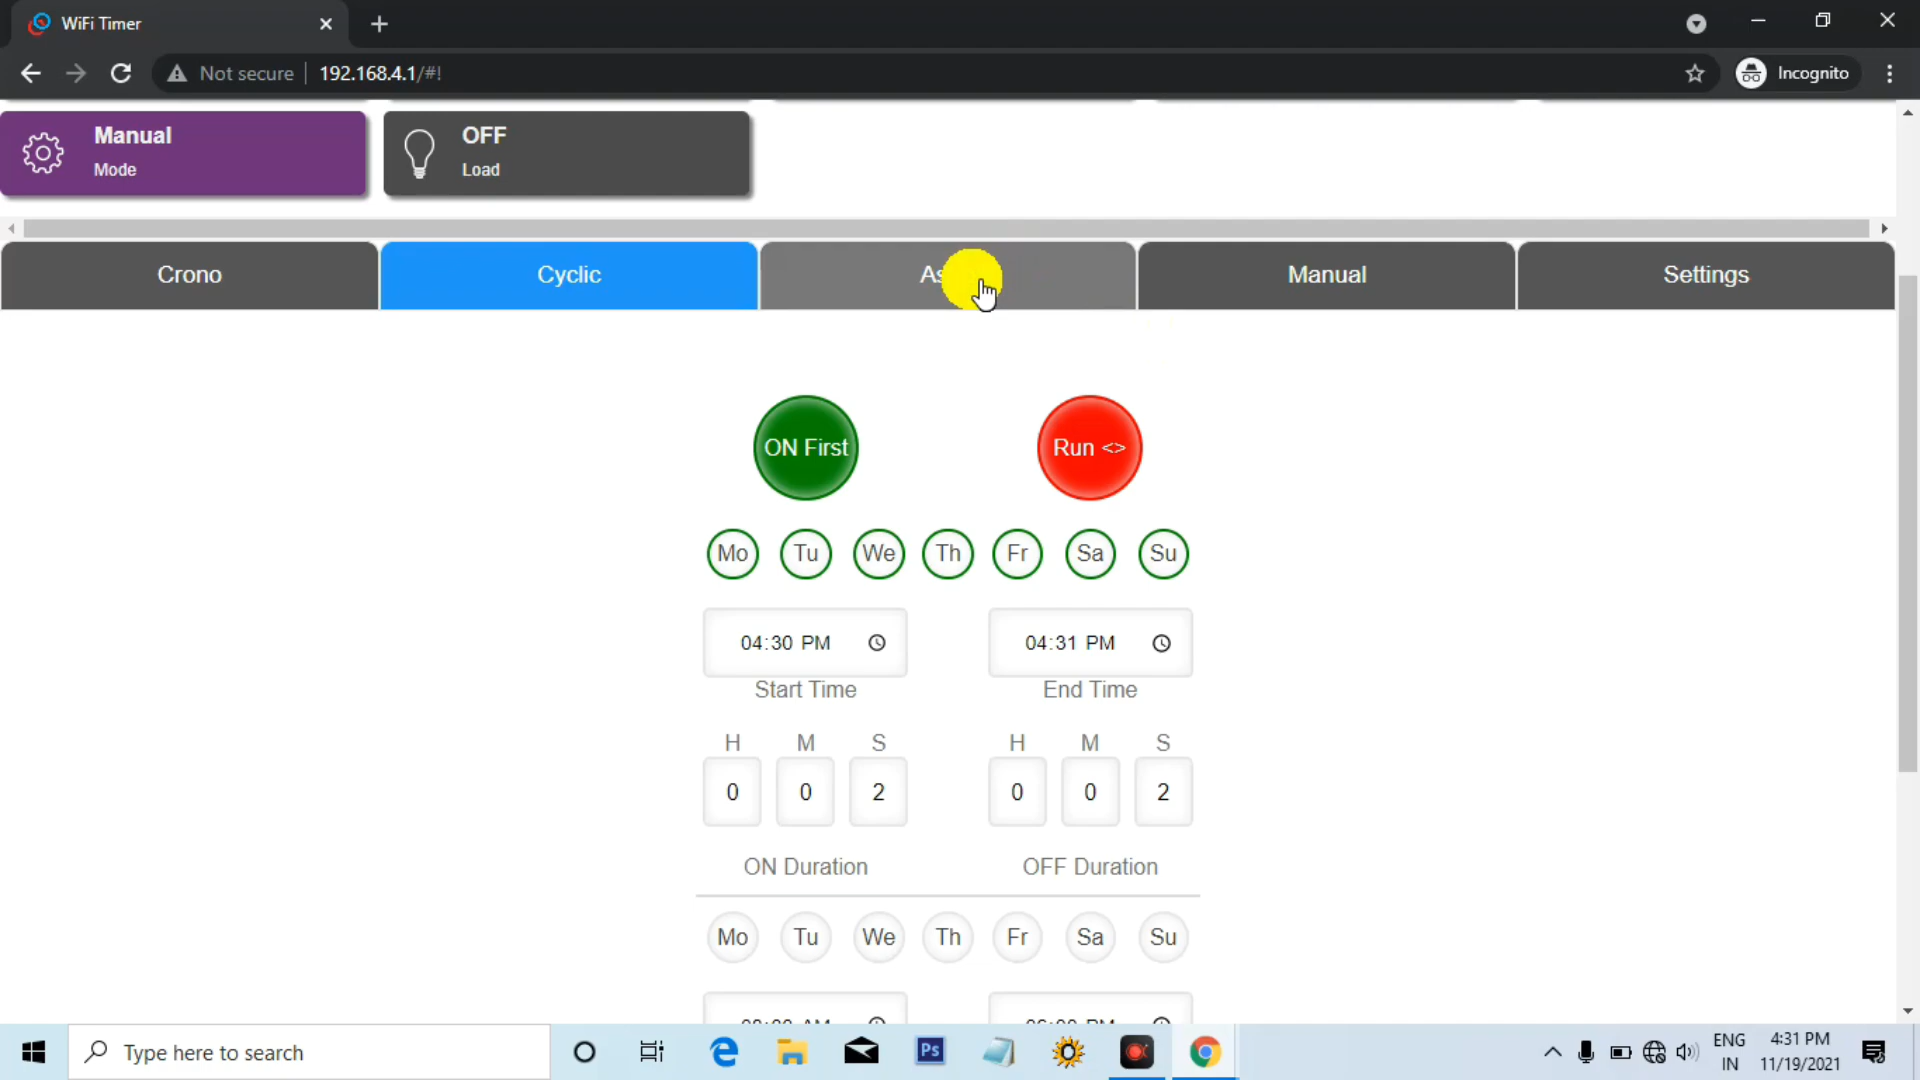 WiFi Timer
Not secure 192.168.4.1/#!
Incognito
Manual
Mode
OFF
Load
Crono
Cyclic
Manual
Settings
ON First
Run <>
Mo Tu We Th Fr Sa Su
04:30 PM
04:31 PM
Start Time
End Time
H M S
H M S
0 0 2
0 0 2
ON Duration
OFF Duration
Mo Tu We Th Fr Sa Su
Type here to search
Ps
ENG
IN
4:31 PM
11/19/2021